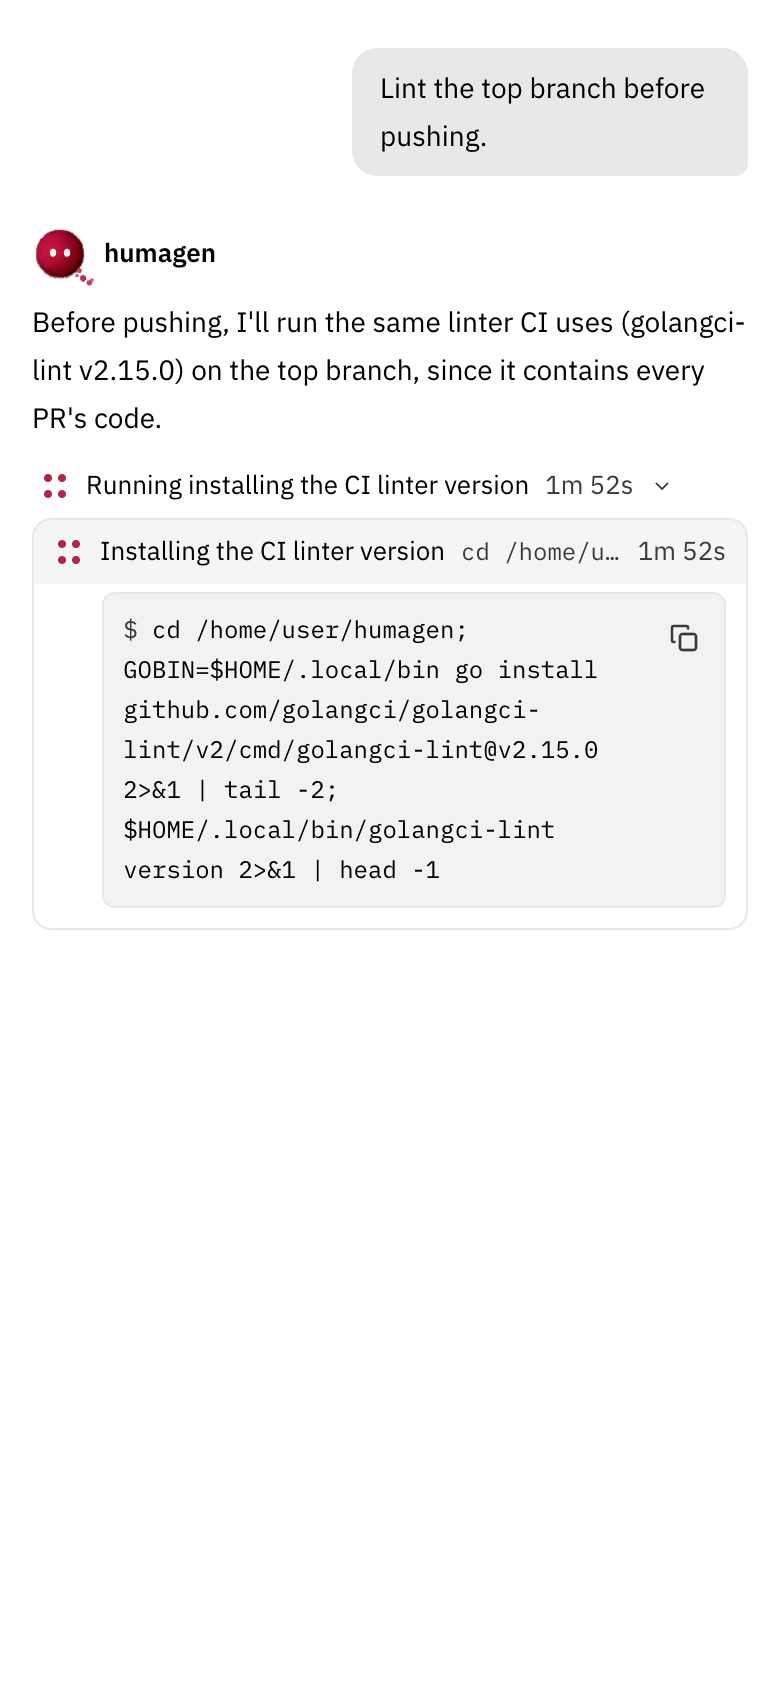 Lint the top branch before
pushing.
humagen
Before pushing, I'll run the same linter CI uses (golangci-
lint v2.15.0) on the top branch, since it contains every
PR's code.
Running installing the CI linter version 1m 52s
Installing the CI linter version cd /home/u… 1m 52s
$ cd /home/user/humagen;
GOBIN=$HOME/.local/bin go install
github.com/golangci/golangci-
lint/v2/cmd/golangci-lint@v2.15.0
2>&1 | tail -2;
$HOME/.local/bin/golangci-lint
version 2>&1 | head -1